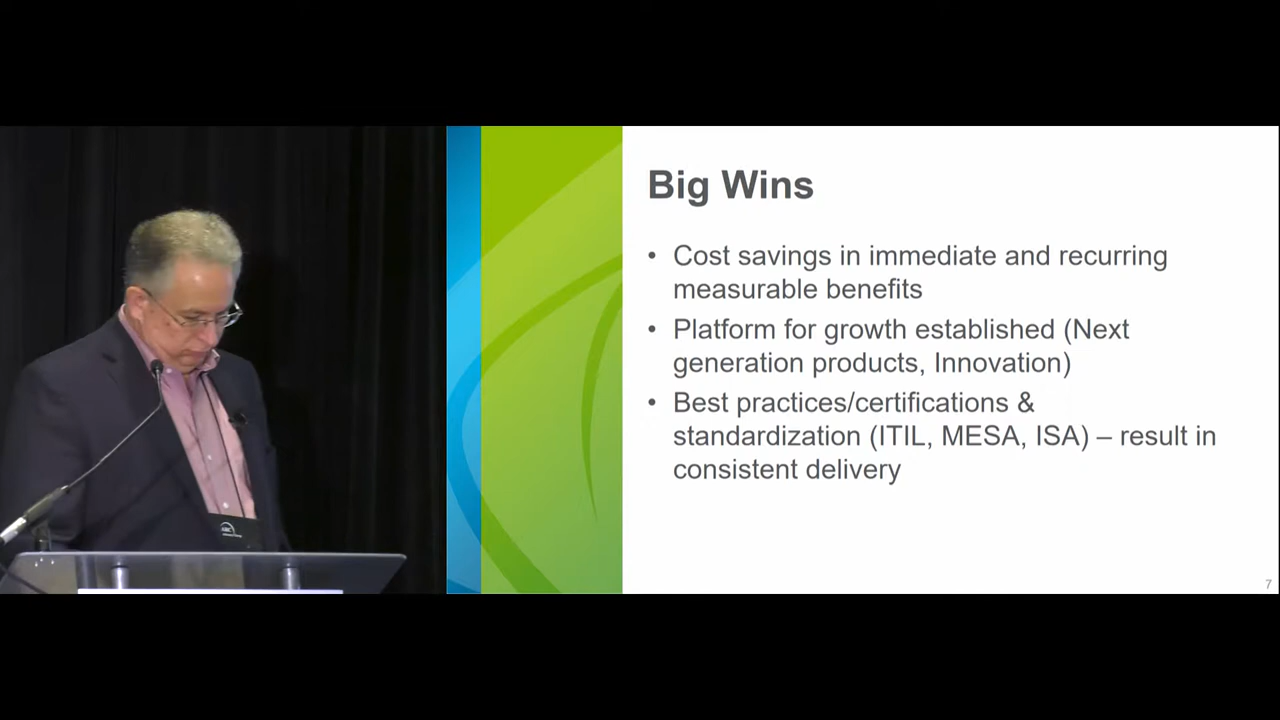 Big Wins
• Cost savings in immediate and recurring
measurable benefits
• Platform for growth established (Next
generation products, Innovation)
• Best practices/certifications &
standardization (ITIL, MESA, ISA) – result in
consistent delivery
7